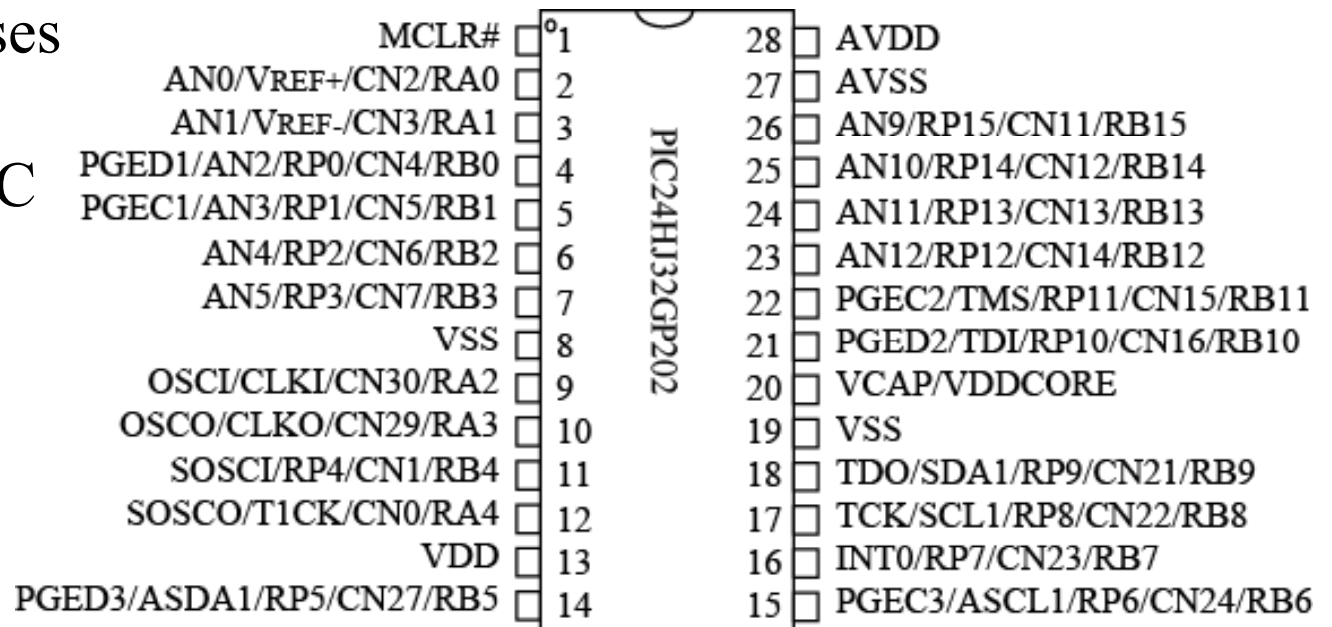 ses
C
MCLR# 1
AN0/VREF+/CN2/RA0 2
AN1/VREF-/CN3/RA1 3
PGED1/AN2/RP0/CN4/RB0 4
PGEC1/AN3/RP1/CN5/RB1 5
AN4/RP2/CN6/RB2 6
AN5/RP3/CN7/RB3 7
VSS 8
OSCI/CLKI/CN30/RA2 9
OSCO/CLKO/CN29/RA3 10
SOSCI/RP4/CN1/RB4 11
SOSCO/T1CK/CN0/RA4 12
VDD 13
PGED3/ASDA1/RP5/CN27/RB5 14
PIC24HJ32GP202
28 AVDD
27 AVSS
26 AN9/RP15/CN11/RB15
25 AN10/RP14/CN12/RB14
24 AN11/RP13/CN13/RB13
23 AN12/RP12/CN14/RB12
22 PGEC2/TMS/RP11/CN15/RB11
21 PGED2/TDI/RP10/CN16/RB10
20 VCAP/VDDCORE
19 VSS
18 TDO/SDA1/RP9/CN21/RB9
17 TCK/SCL1/RP8/CN22/RB8
16 INT0/RP7/CN23/RB7
15 PGEC3/ASCL1/RP6/CN24/RB6